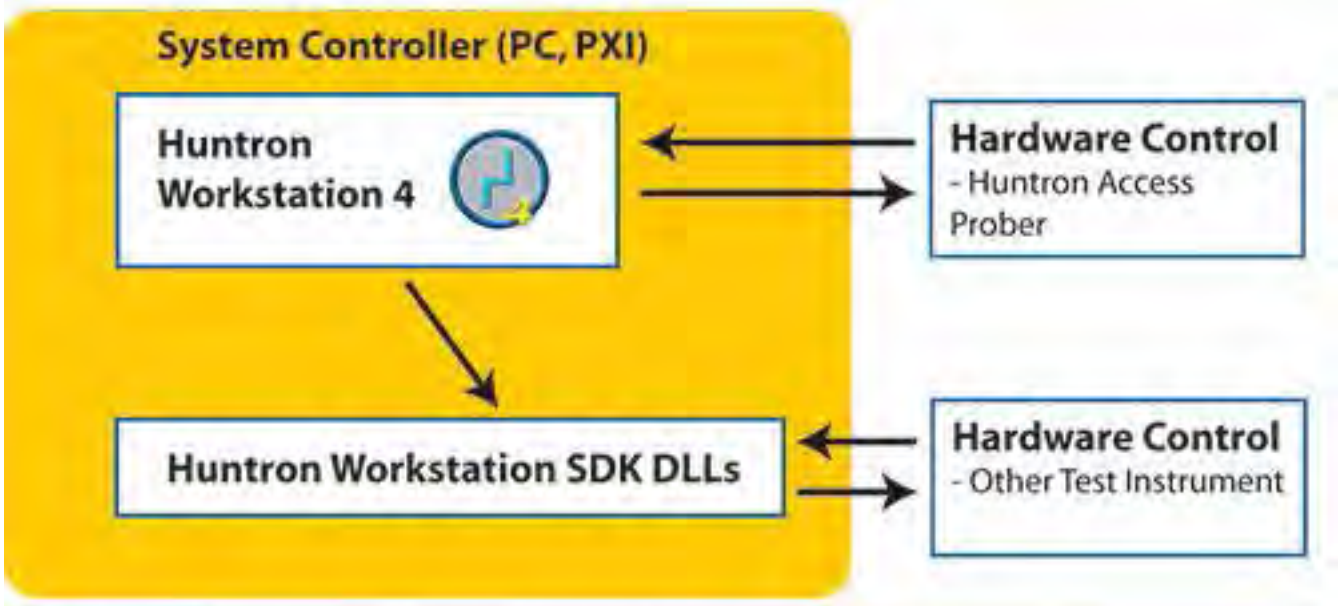 System Controller (PC, PXI)
Huntron
Workstation 4
4
Hardware Control
- Huntron Access
Prober
Huntron Workstation SDK DLLs
Hardware Control
- Other Test Instrument